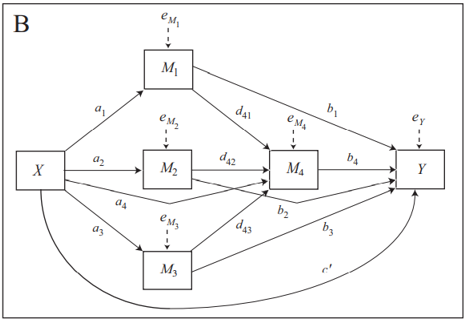 B
e_{M_1}
M_1
a_1
d_{41}
b_1
e_{M_2}
e_{M_4}
e_Y
X
a_2
M_2
d_{42}
M_4
b_4
Y
a_4
b_2
a_3
e_{M_3}
d_{43}
b_3
M_3
c'